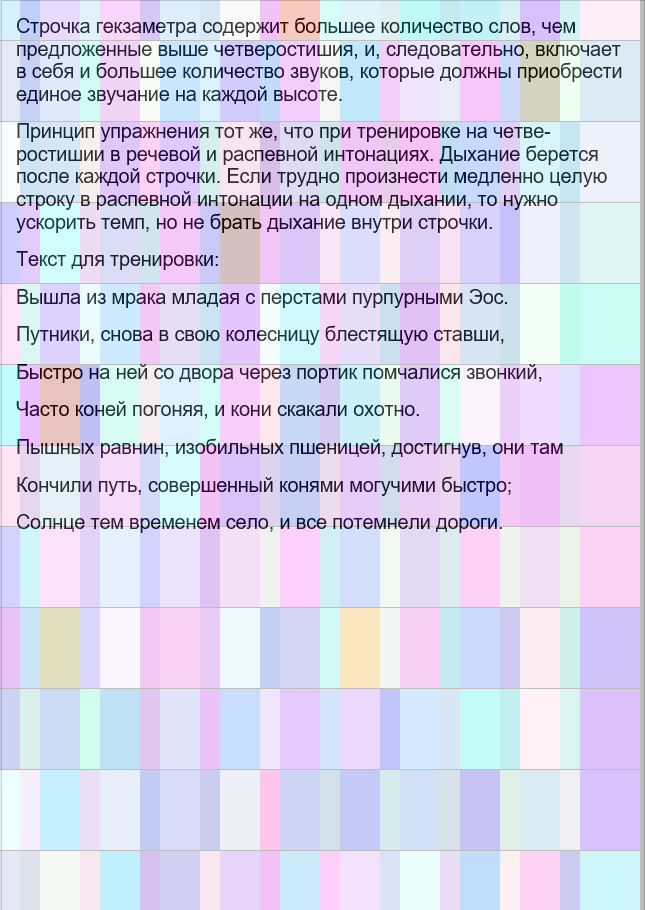 Строчка гекзаметра содержит большее количество слов, чем
предложенные выше четверостишия, и, следовательно, включает
в себя и большее количество звуков, которые должны приобрести
единое звучание на каждой высоте.
Принцип упражнения тот же, что при тренировке на четве-
ростишии в речевой и распевной интонациях. Дыхание берется
после каждой строчки. Если трудно произнести медленно целую
строку в распевной интонации на одном дыхании, то нужно
ускорить темп, но не брать дыхание внутри строчки.
Текст для тренировки:
Вышла из мрака младая с перстами пурпурными Эос.
Путники, снова в свою колесницу блестящую ставши,
Быстро на ней со двора через портик помчалися звонкий,
Часто коней погоняя, и кони скакали охотно.
Пышных равнин, изобильных пшеницей, достигнув, они там
Кончили путь, совершенный конями могучими быстро;
Солнце тем временем село, и все потемнели дороги.